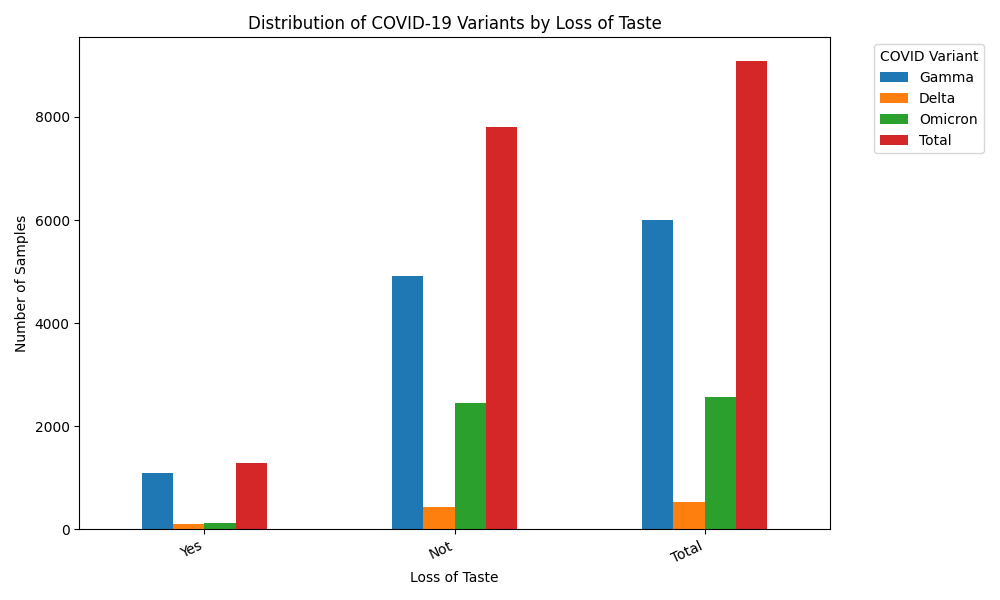 Distribution of COVID-19 Variants by Loss of Taste
COVID Variant
Gamma
Delta
Omicron
Total
Number of Samples
8000
6000
4000
2000
0
Yes
Not
Total
Loss of Taste